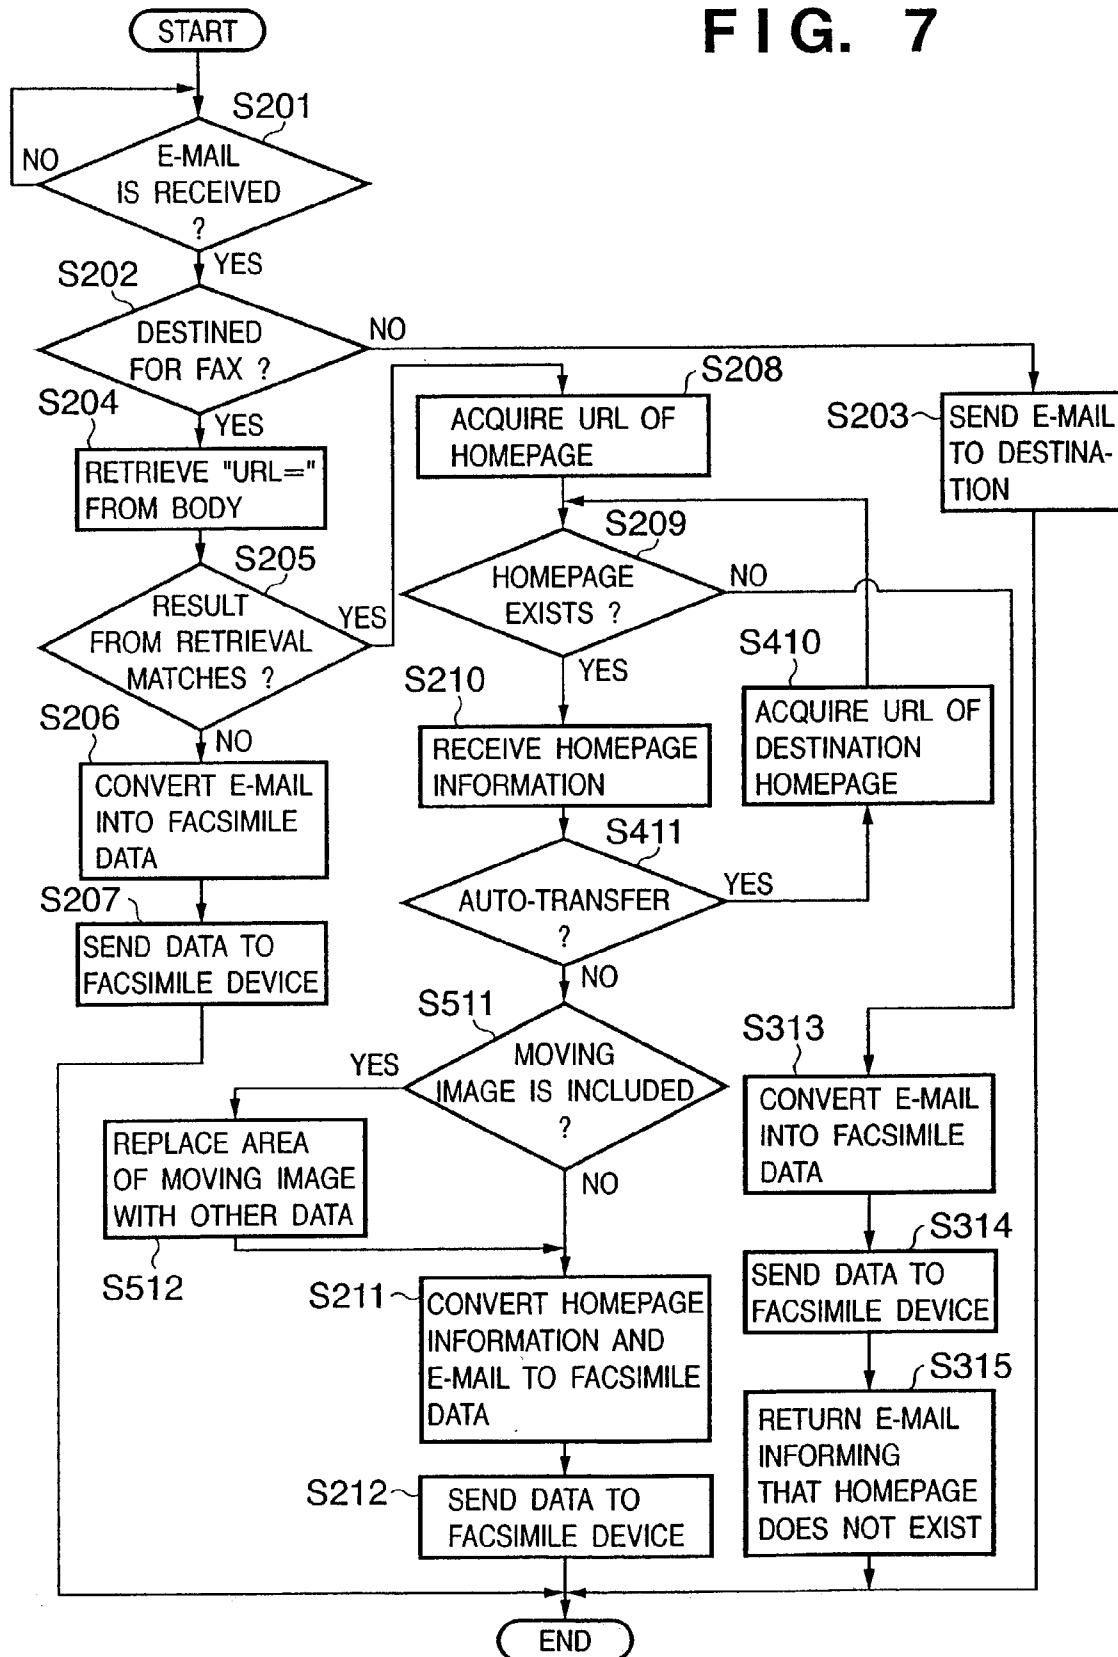 FIG. 7
START
S201
E-MAIL
IS RECEIVED
?
NO
YES
S202
DESTINED
FOR FAX ?
NO
YES
S203
SEND E-MAIL
TO DESTINA-
TION
S204
RETRIEVE "URL="
FROM BODY
S205
RESULT
FROM RETRIEVAL
MATCHES ?
YES
NO
S206
CONVERT E-MAIL
INTO FACSIMILE
DATA
S207
SEND DATA TO
FACSIMILE DEVICE
S208
ACQUIRE URL OF
HOMEPAGE
S209
HOMEPAGE
EXISTS ?
NO
YES
S210
RECEIVE HOMEPAGE
INFORMATION
S410
ACQUIRE URL OF
DESTINATION
HOMEPAGE
S411
AUTO-TRANSFER
?
YES
NO
S511
MOVING
IMAGE IS INCLUDED
?
YES
NO
REPLACE AREA
OF MOVING IMAGE
WITH OTHER DATA
S512
S211
CONVERT HOMEPAGE
INFORMATION AND
E-MAIL TO FACSIMILE
DATA
S212
SEND DATA TO
FACSIMILE DEVICE
S313
CONVERT E-MAIL
INTO FACSIMILE
DATA
S314
SEND DATA TO
FACSIMILE DEVICE
S315
RETURN E-MAIL
INFORMING
THAT HOMEPAGE
DOES NOT EXIST
END